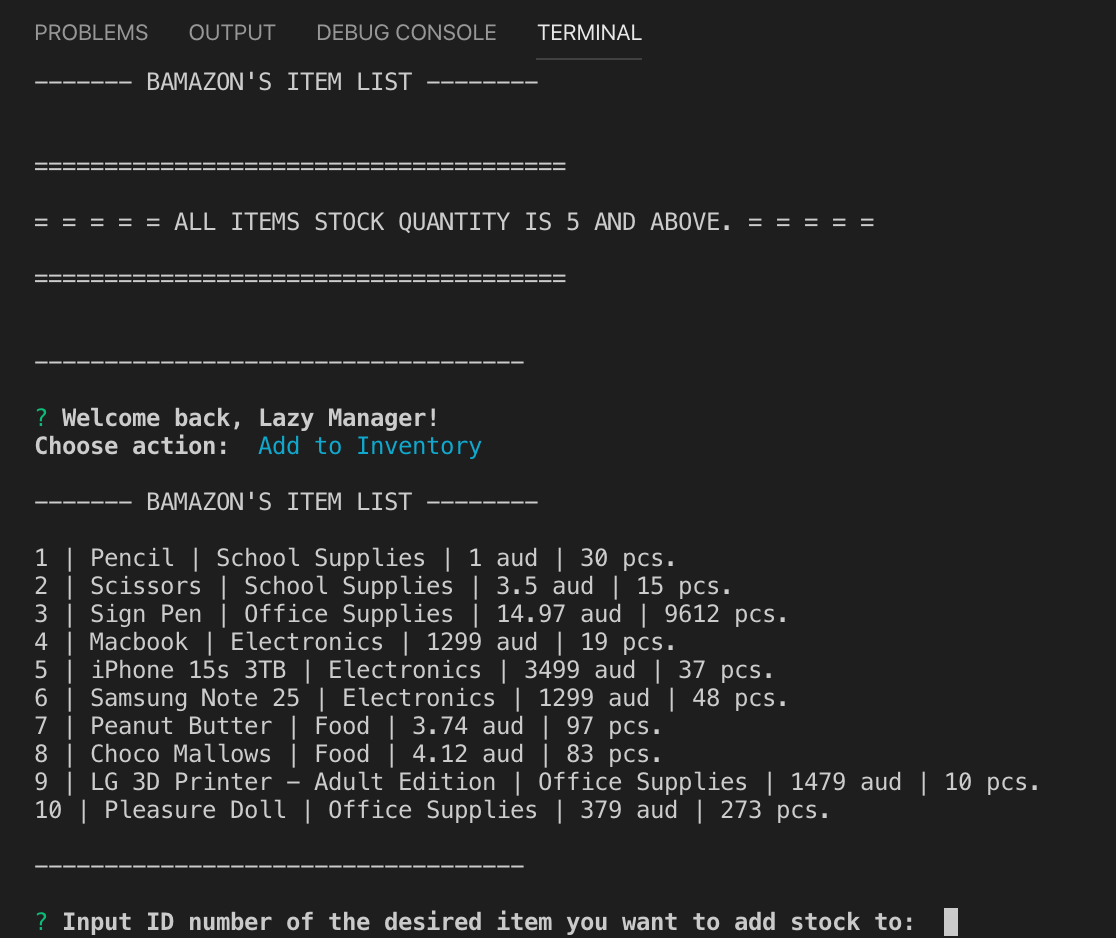 PROBLEMS OUTPUT DEBUG CONSOLE TERMINAL
------- BAMAZON'S ITEM LIST --------
======================================
= = = = = ALL ITEMS STOCK QUANTITY IS 5 AND ABOVE. = = = = =
======================================
-----------------------------------
? Welcome back, Lazy Manager!
Choose action:  Add to Inventory
------- BAMAZON'S ITEM LIST --------
1 | Pencil | School Supplies | 1 aud | 30 pcs.
2 | Scissors | School Supplies | 3.5 aud | 15 pcs.
3 | Sign Pen | Office Supplies | 14.97 aud | 9612 pcs.
4 | Macbook | Electronics | 1299 aud | 19 pcs.
5 | iPhone 15s 3TB | Electronics | 3499 aud | 37 pcs.
6 | Samsung Note 25 | Electronics | 1299 aud | 48 pcs.
7 | Peanut Butter | Food | 3.74 aud | 97 pcs.
8 | Choco Mallows | Food | 4.12 aud | 83 pcs.
9 | LG 3D Printer - Adult Edition | Office Supplies | 1479 aud | 10 pcs.
10 | Pleasure Doll | Office Supplies | 379 aud | 273 pcs.
-----------------------------------
? Input ID number of the desired item you want to add stock to: